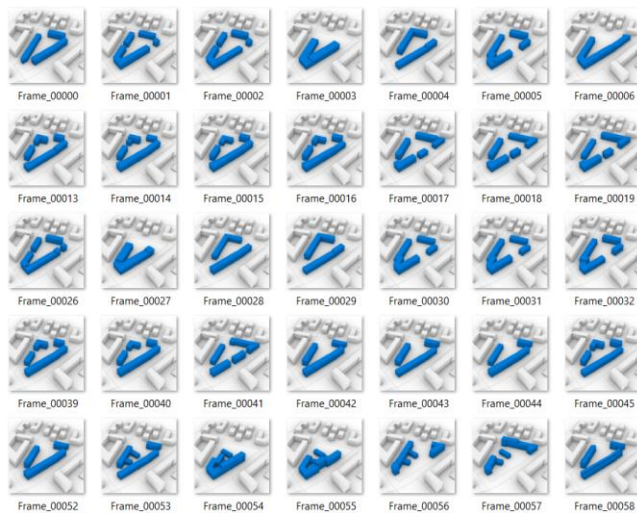 Frame_00000 Frame_00001 Frame_00002 Frame_00003 Frame_00004 Frame_00005 Frame_00006
Frame_00013 Frame_00014 Frame_00015 Frame_00016 Frame_00017 Frame_00018 Frame_00019
Frame_00026 Frame_00027 Frame_00028 Frame_00029 Frame_00030 Frame_00031 Frame_00032
Frame_00039 Frame_00040 Frame_00041 Frame_00042 Frame_00043 Frame_00044 Frame_00045
Frame_00052 Frame_00053 Frame_00054 Frame_00055 Frame_00056 Frame_00057 Frame_00058